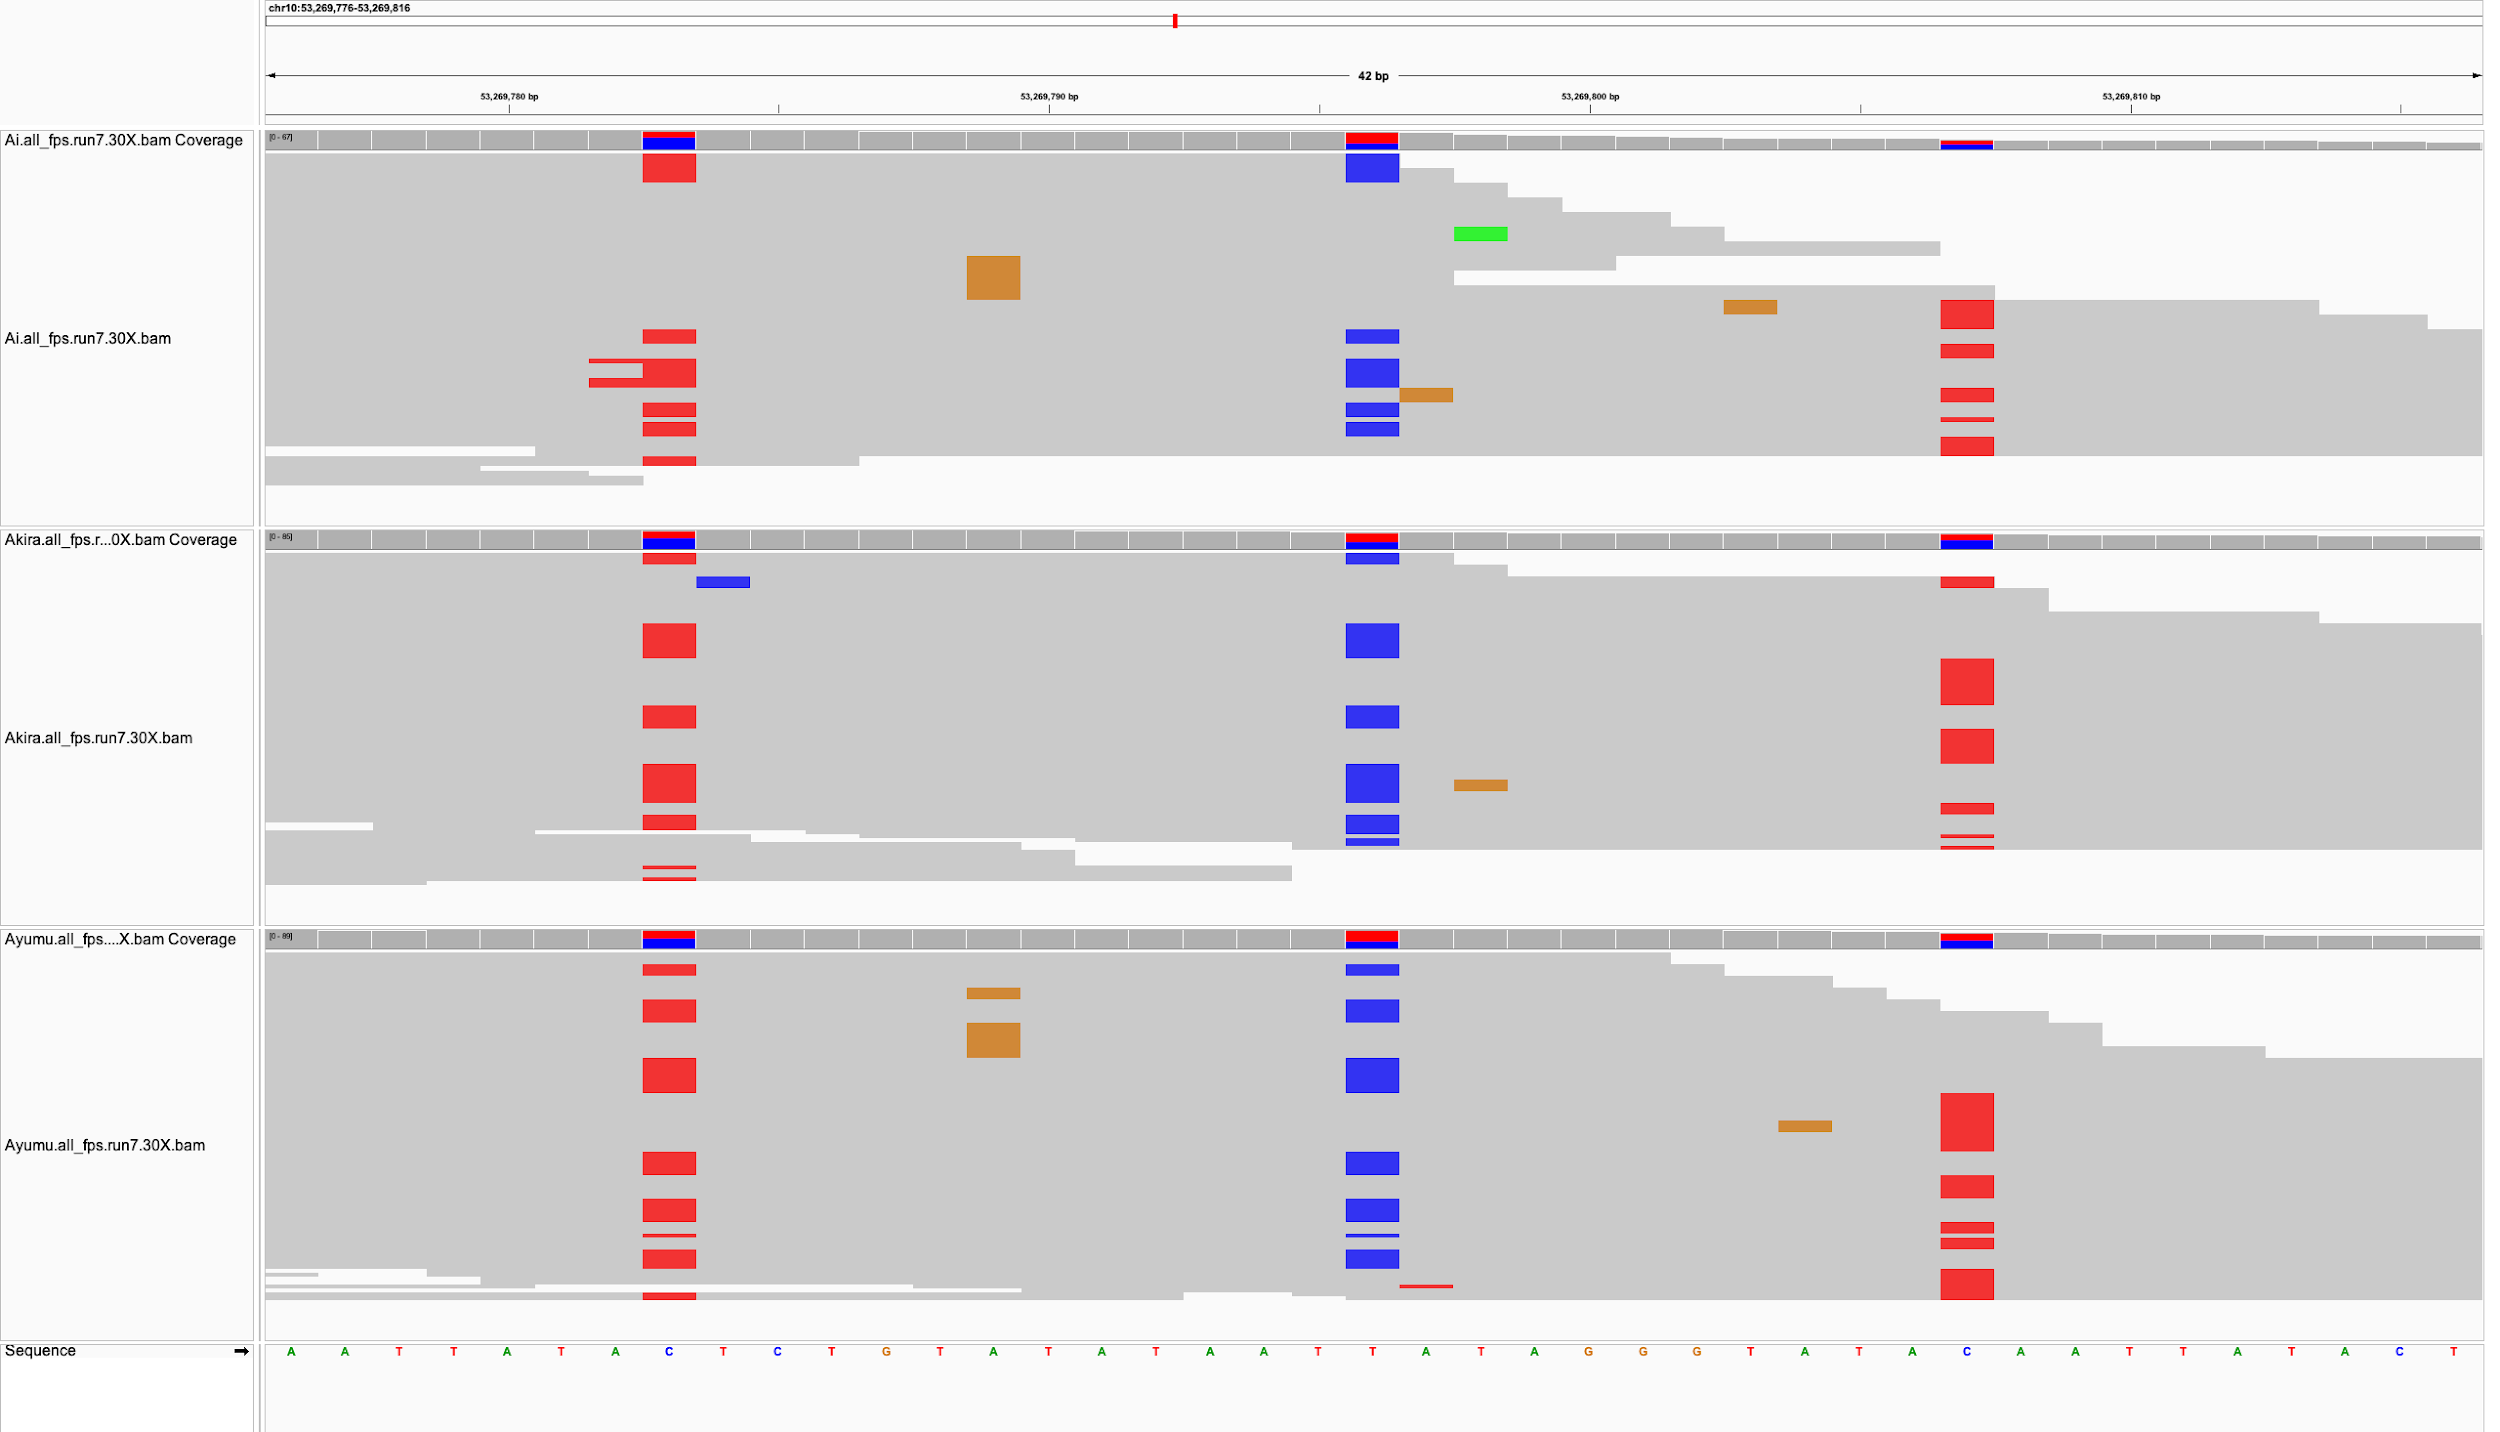 chr10:53,269,776-53,269,816
42 bp
53,269,780 bp 53,269,790 bp 53,269,800 bp 53,269,810 bp
Ai.all_fps.run7.30X.bam Coverage
[0 - 67]
Ai.all_fps.run7.30X.bam
Akira.all_fps.r...0X.bam Coverage
[0 - 85]
Akira.all_fps.run7.30X.bam
Ayumu.all_fps....X.bam Coverage
[0 - 89]
Ayumu.all_fps.run7.30X.bam
Sequence A A T T A T A C T C T G T A T A T A A T T A T A G G G T A T A C A A T T A T A C T